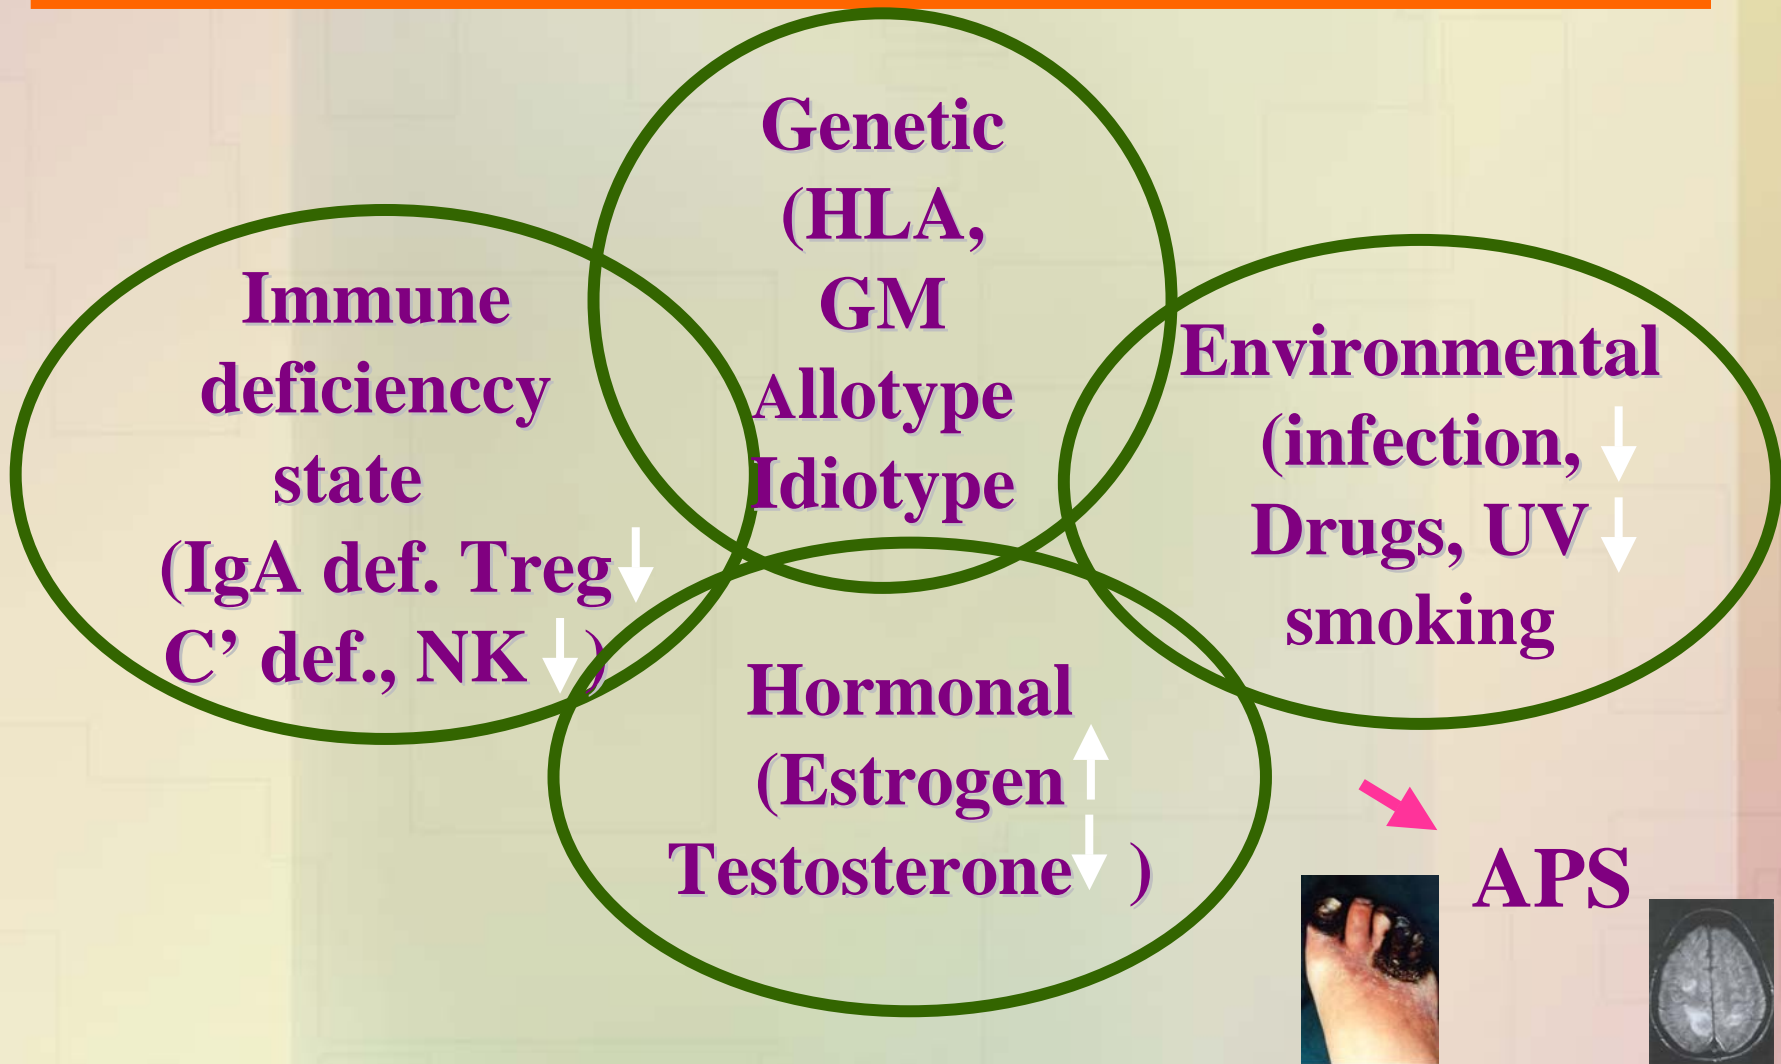 Genetic
(HLA,
GM
Allotype
Idiotype
Immune
deficienccy
state
(IgA def. Treg ↓
C’ def., NK ↓ )
Environmental
(infection, ↓
Drugs, UV ↓
smoking
Hormonal
(Estrogen ↑
Testosterone ↓ )
APS